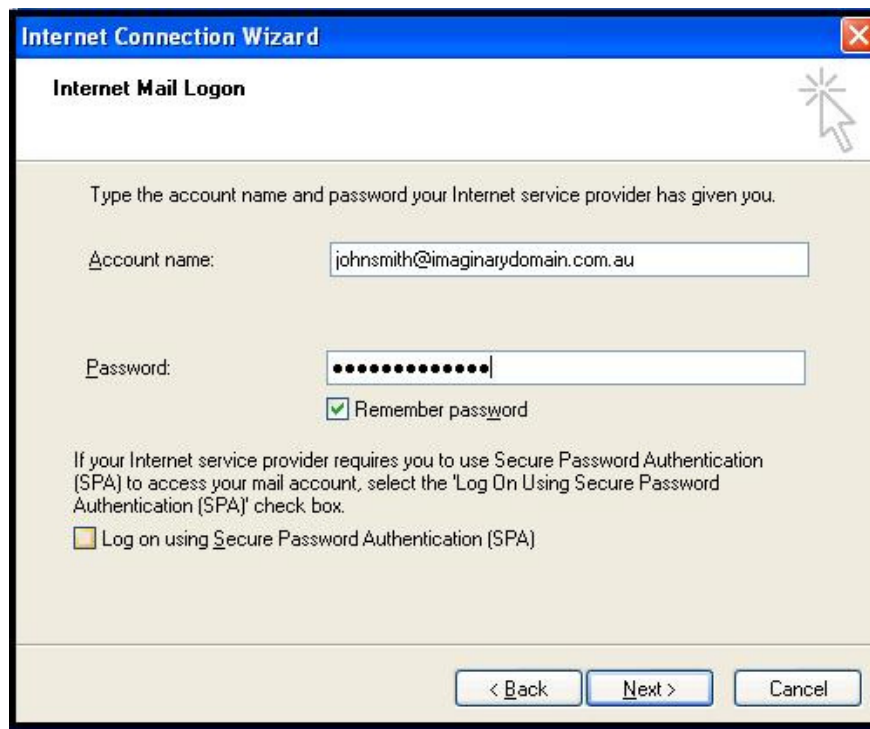 Internet Connection Wizard
Internet Mail Logon
Type the account name and password your Internet service provider has given you.
Account name: johnsmith@imaginarydomain.com.au
Password: ●●●●●●●●●●●●●
Remember password
If your Internet service provider requires you to use Secure Password Authentication
(SPA) to access your mail account, select the 'Log On Using Secure Password
Authentication (SPA)' check box.
Log on using Secure Password Authentication (SPA)
< Back Next > Cancel